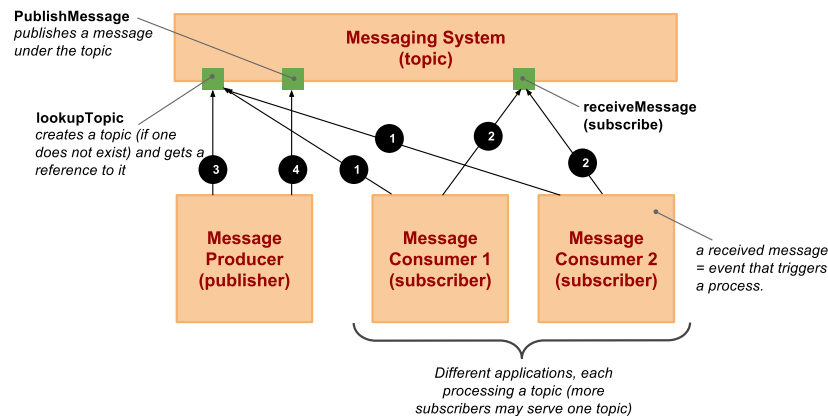 PublishMessage
publishes a message
under the topic
Messaging System
(topic)
lookupTopic
creates a topic (if one
does not exist) and gets a
reference to it
receiveMessage
(subscribe)
1
2
1
2
3
4
Message
Producer
(publisher)
Message
Consumer 1
(subscriber)
Message
Consumer 2
(subscriber)
a received message
= event that triggers
a process.
Different applications, each
processing a topic (more
subscribers may serve one topic)